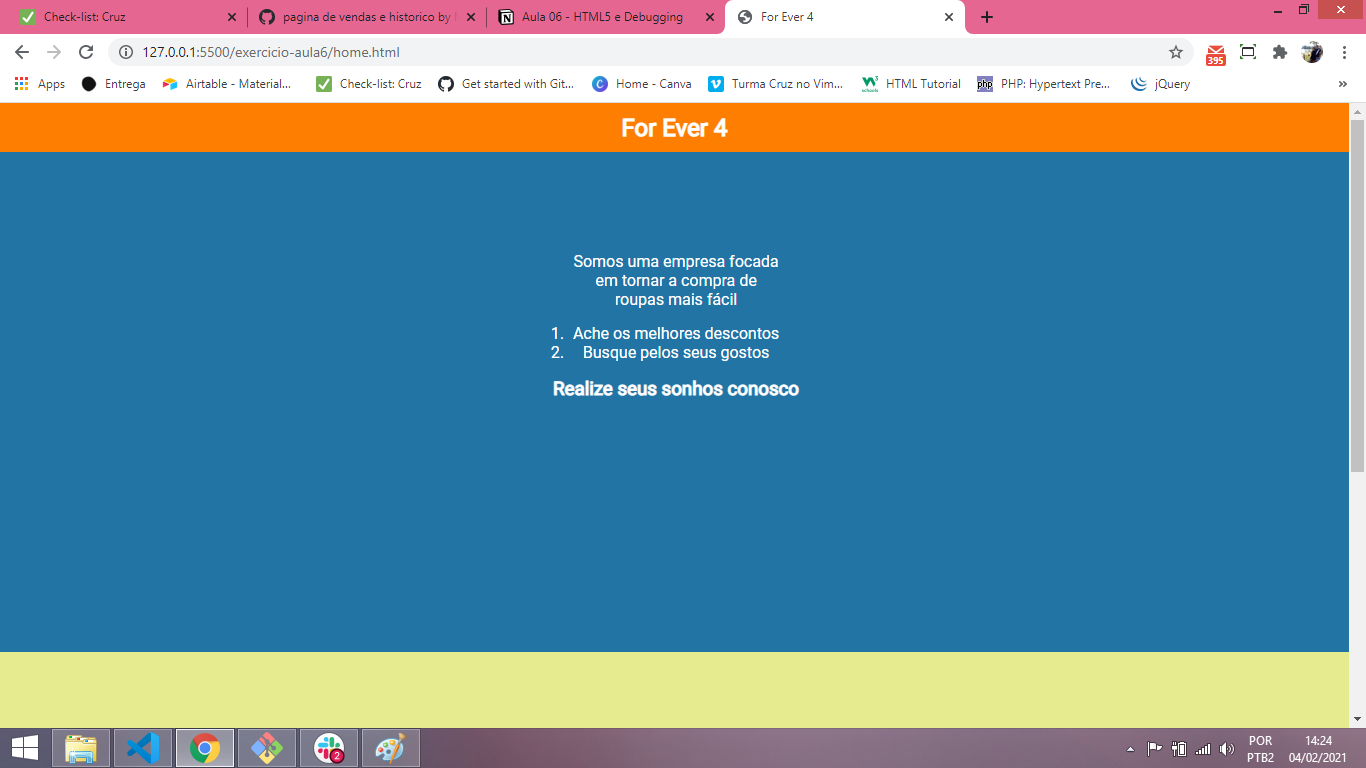 Check-list: Cruz
pagina de vendas e historico by
Aula 06 - HTML5 e Debugging
For Ever 4
127.0.0.1:5500/exercicio-aula6/home.html
395
Apps
Entrega
Airtable - Material...
Check-list: Cruz
Get started with Git...
Home - Canva
Turma Cruz no Vim...
HTML Tutorial
PHP: Hypertext Pre...
jQuery
»
For Ever 4
Somos uma empresa focada
em tornar a compra de
roupas mais fácil
1. Ache os melhores descontos
2. Busque pelos seus gostos
Realize seus sonhos conosco
2
POR
PTB2
14:24
04/02/2021